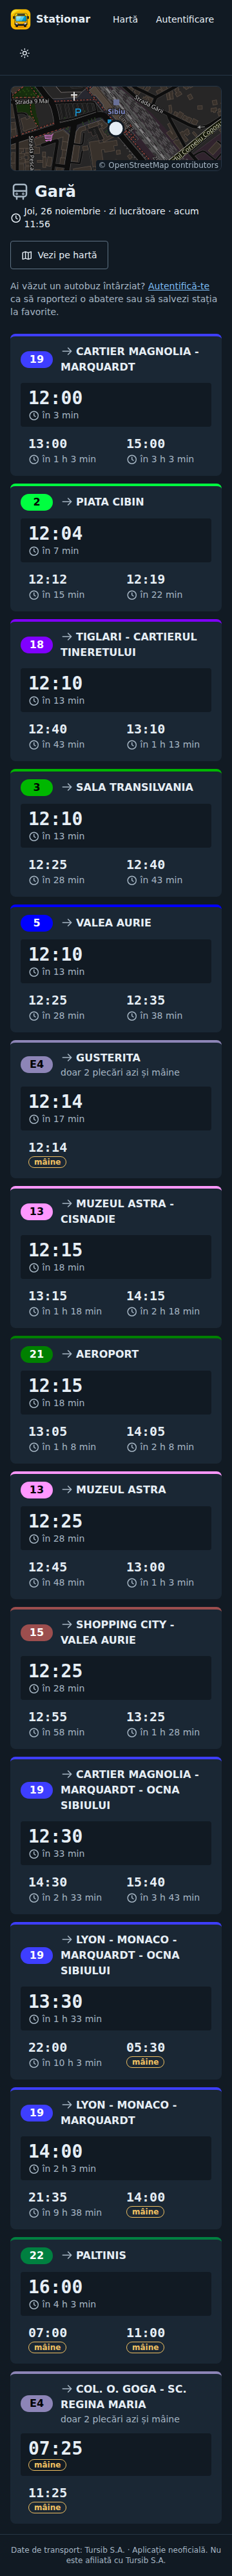 Staționar
Hartă
Autentificare
Strada 9 Mai
P
Sibiu
Strada Gării
© OpenStreetMap contributors
Gară
Joi, 26 noiembrie · zi lucrătoare · acum
11:56
Vezi pe hartă
Ai văzut un autobuz întârziat? Autentifică-te
ca să raportezi o abatere sau să salvezi stația
la favorite.
19
→ CARTIER MAGNOLIA -
MARQUARDT
12:00
în 3 min
13:00
15:00
în 1 h 3 min
în 3 h 3 min
2
→ PIATA CIBIN
12:04
în 7 min
12:12
12:19
în 15 min
în 22 min
18
→ TIGLARI - CARTIERUL
TINERETULUI
12:10
în 13 min
12:40
13:10
în 43 min
în 1 h 13 min
3
→ SALA TRANSILVANIA
12:10
în 13 min
12:25
12:40
în 28 min
în 43 min
5
→ VALEA AURIE
12:10
în 13 min
12:25
12:35
în 28 min
în 38 min
E4
→ GUSTERITA
doar 2 plecări azi și mâine
12:14
în 17 min
12:14
mâine
13
→ MUZEUL ASTRA -
CISNADIE
12:15
în 18 min
13:15
14:15
în 1 h 18 min
în 2 h 18 min
21
→ AEROPORT
12:15
în 18 min
13:05
14:05
în 1 h 8 min
în 2 h 8 min
13
→ MUZEUL ASTRA
12:25
în 28 min
12:45
13:00
în 48 min
în 1 h 3 min
15
→ SHOPPING CITY -
VALEA AURIE
12:25
în 28 min
12:55
13:25
în 58 min
în 1 h 28 min
19
→ CARTIER MAGNOLIA -
MARQUARDT - OCNA
SIBIULUI
12:30
în 33 min
14:30
15:40
în 2 h 33 min
în 3 h 43 min
19
→ LYON - MONACO -
MARQUARDT - OCNA
SIBIULUI
13:30
în 1 h 33 min
22:00
05:30
în 10 h 3 min
mâine
19
→ LYON - MONACO -
MARQUARDT
14:00
în 2 h 3 min
21:35
14:00
în 9 h 38 min
mâine
22
→ PALTINIS
16:00
în 4 h 3 min
07:00
11:00
mâine
mâine
E4
→ COL. O. GOGA - SC.
REGINA MARIA
doar 2 plecări azi și mâine
07:25
mâine
11:25
mâine
Date de transport: Tursib S.A. · Aplicație neoficială. Nu
este afiliată cu Tursib S.A.